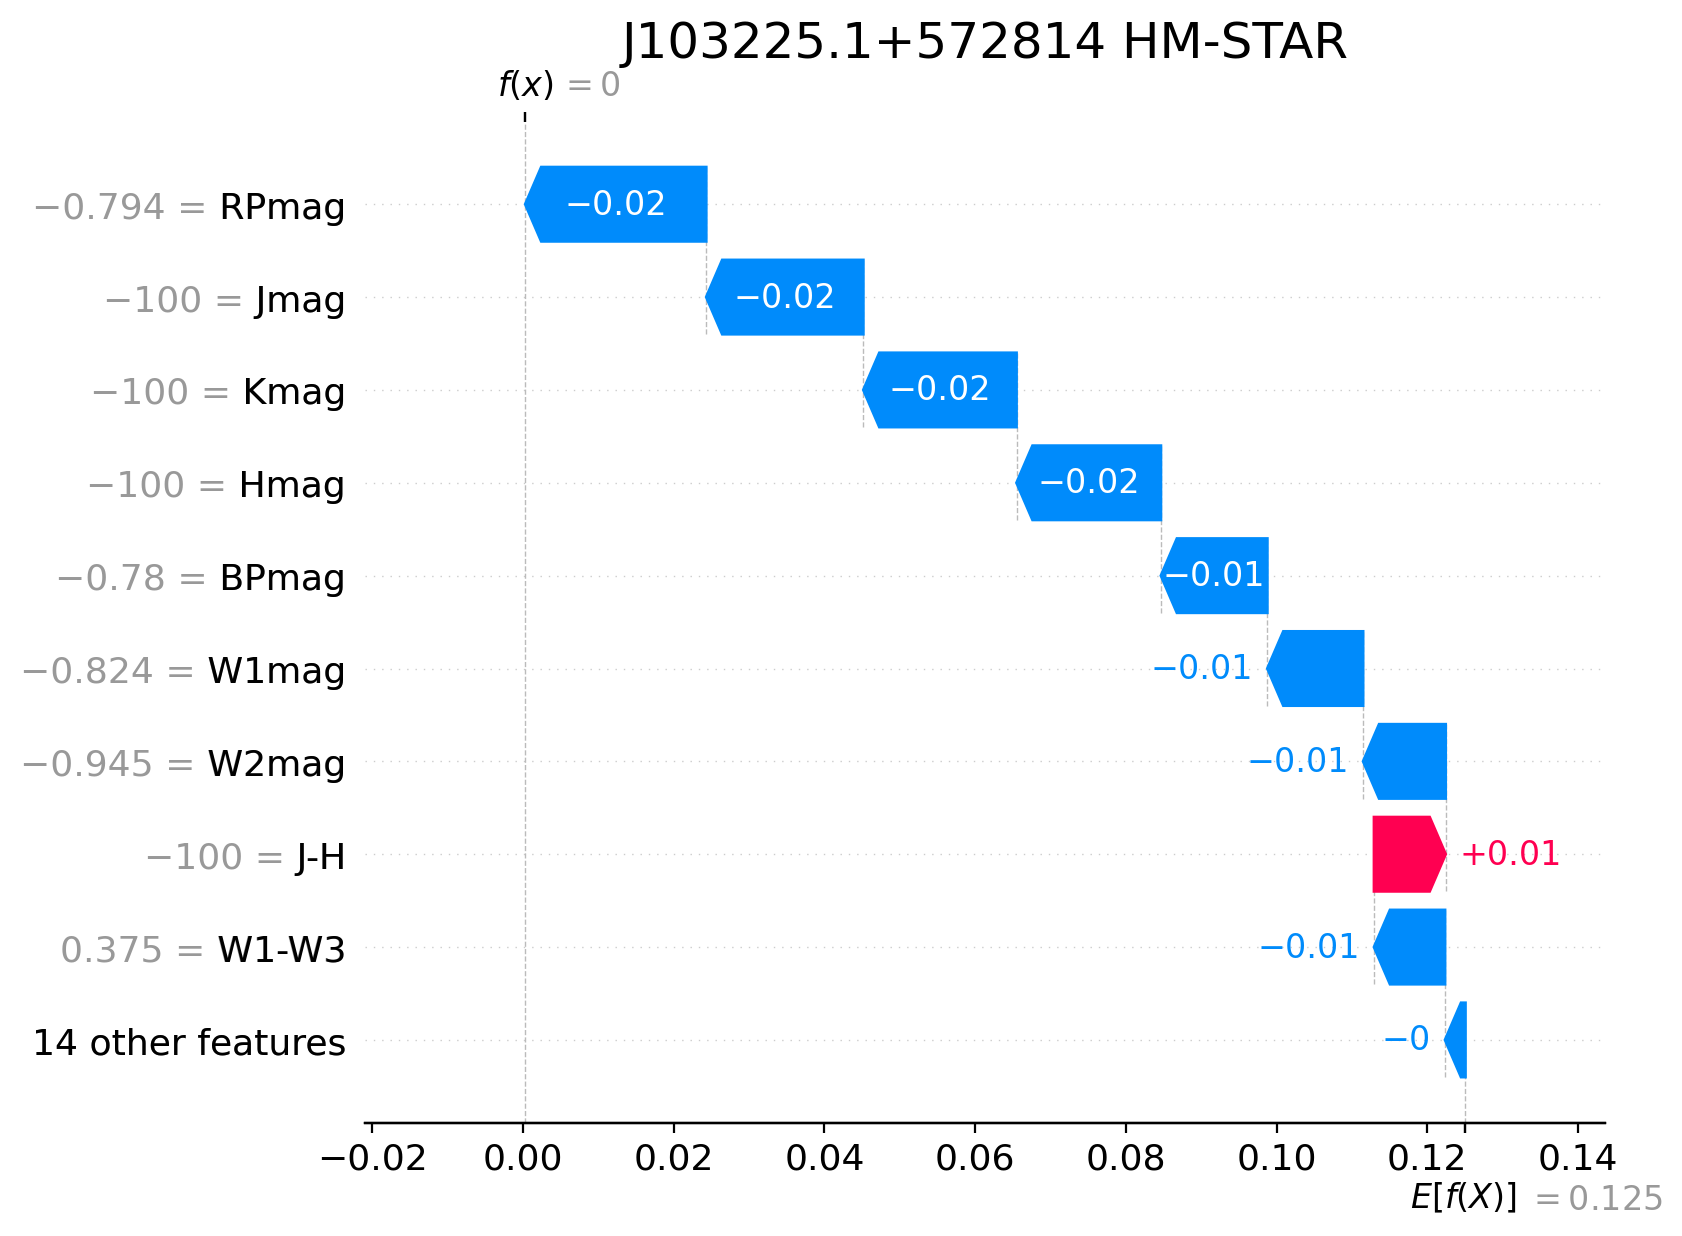 J103225.1+572814 HM-STAR
f(x) = 0
−0.794 = RPmag
−0.02
−100 = Jmag
−0.02
−100 = Kmag
−0.02
−100 = Hmag
−0.02
−0.78 = BPmag
−0.01
−0.824 = W1mag
−0.01
−0.945 = W2mag
−0.01
−100 = J-H
+0.01
0.375 = W1-W3
−0.01
14 other features
−0
−0.02 0.00 0.02 0.04 0.06 0.08 0.10 0.12 0.14
E[f(X)] = 0.125